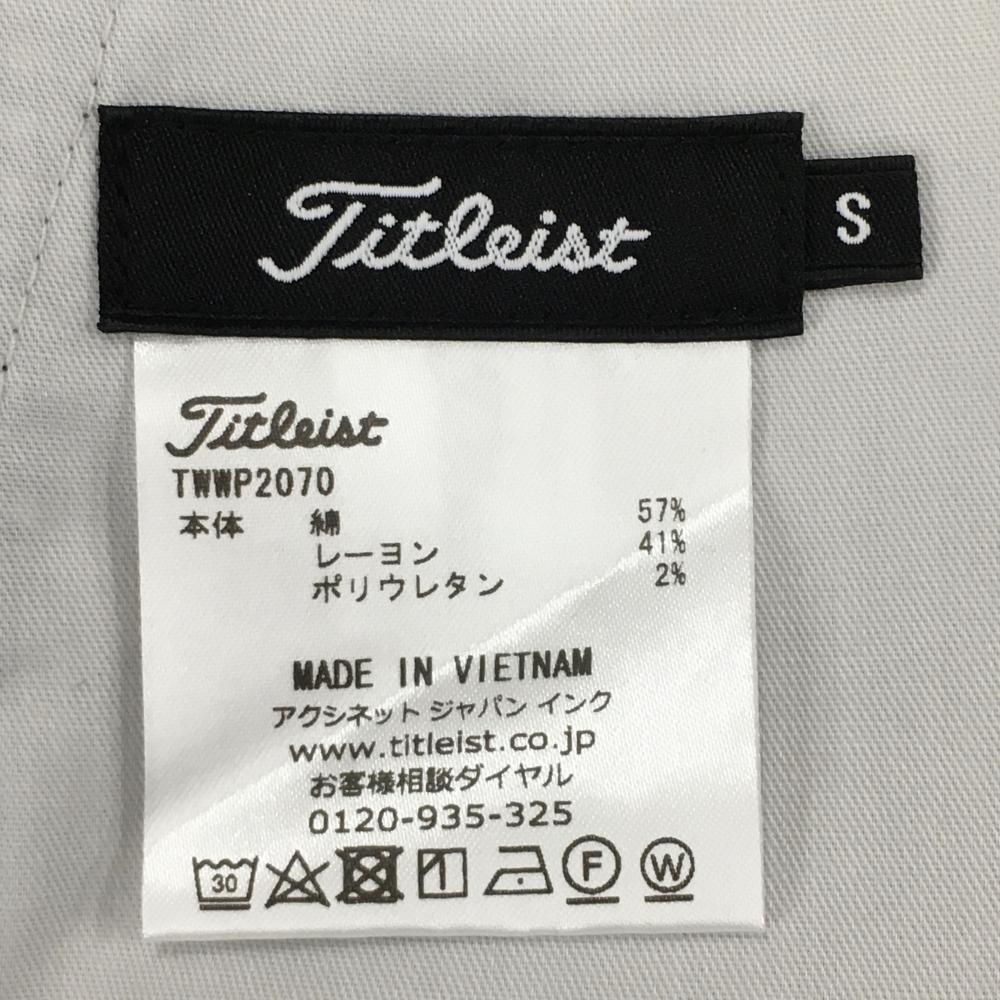 Titleist
S
Titleist
TWWP2070
本体 綿 57%
レーヨン 41%
ポリウレタン 2%
MADE IN VIETNAM
アクシネット ジャパン インク
www.titleist.co.jp
お客様相談ダイヤル
0120-935-325
30 F W